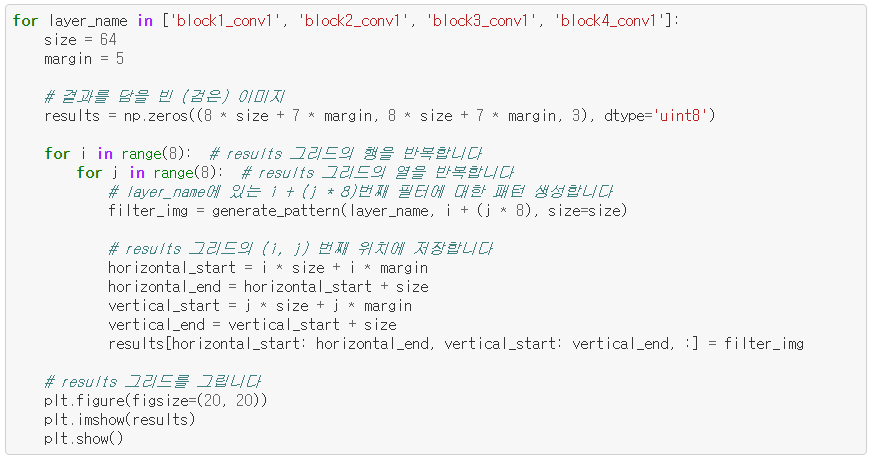 for layer_name in ['block1_conv1', 'block2_conv1', 'block3_conv1', 'block4_conv1']:
    size = 64
    margin = 5

    # 결과를 담을 빈 (검은) 이미지
    results = np.zeros((8 * size + 7 * margin, 8 * size + 7 * margin, 3), dtype='uint8')

    for i in range(8):  # results 그리드의 행을 반복합니다
        for j in range(8):  # results 그리드의 열을 반복합니다
            # layer_name에 있는 i + (j * 8)번째 필터에 대한 패턴 생성합니다
            filter_img = generate_pattern(layer_name, i + (j * 8), size=size)

            # results 그리드의 (i, j) 번째 위치에 저장합니다
            horizontal_start = i * size + i * margin
            horizontal_end = horizontal_start + size
            vertical_start = j * size + j * margin
            vertical_end = vertical_start + size
            results[horizontal_start: horizontal_end, vertical_start: vertical_end, :] = filter_img

    # results 그리드를 그립니다
    plt.figure(figsize=(20, 20))
    plt.imshow(results)
    plt.show()